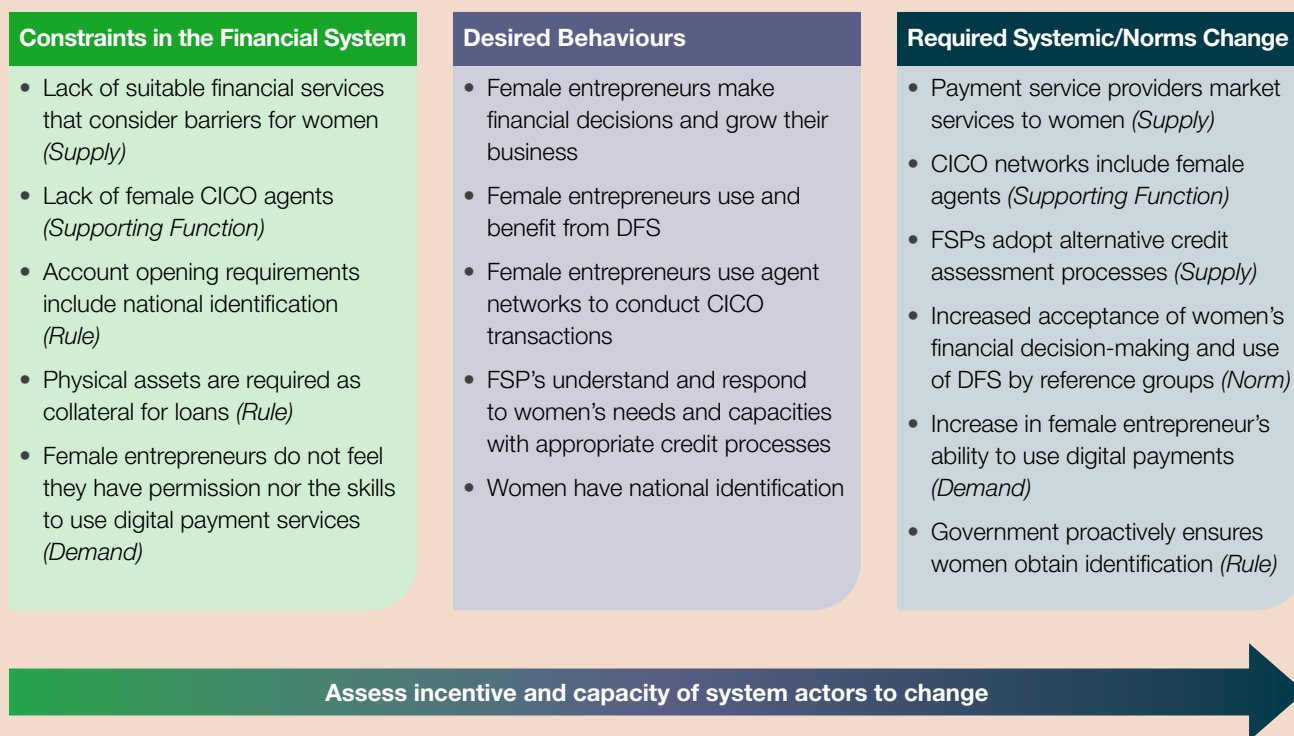 Constraints in the Financial System
• Lack of suitable financial services
that consider barriers for women
(Supply)
• Lack of female CICO agents
(Supporting Function)
• Account opening requirements
include national identification
(Rule)
• Physical assets are required as
collateral for loans (Rule)
• Female entrepreneurs do not feel
they have permission nor the skills
to use digital payment services
(Demand)
Desired Behaviours
• Female entrepreneurs make
financial decisions and grow their
business
• Female entrepreneurs use and
benefit from DFS
• Female entrepreneurs use agent
networks to conduct CICO
transactions
• FSP's understand and respond
to women's needs and capacities
with appropriate credit processes
• Women have national identification
Required Systemic/Norms Change
• Payment service providers market
services to women (Supply)
• CICO networks include female
agents (Supporting Function)
• FSPs adopt alternative credit
assessment processes (Supply)
• Increased acceptance of women's
financial decision-making and use
of DFS by reference groups (Norm)
• Increase in female entrepreneur's
ability to use digital payments
(Demand)
• Government proactively ensures
women obtain identification (Rule)
Assess incentive and capacity of system actors to change